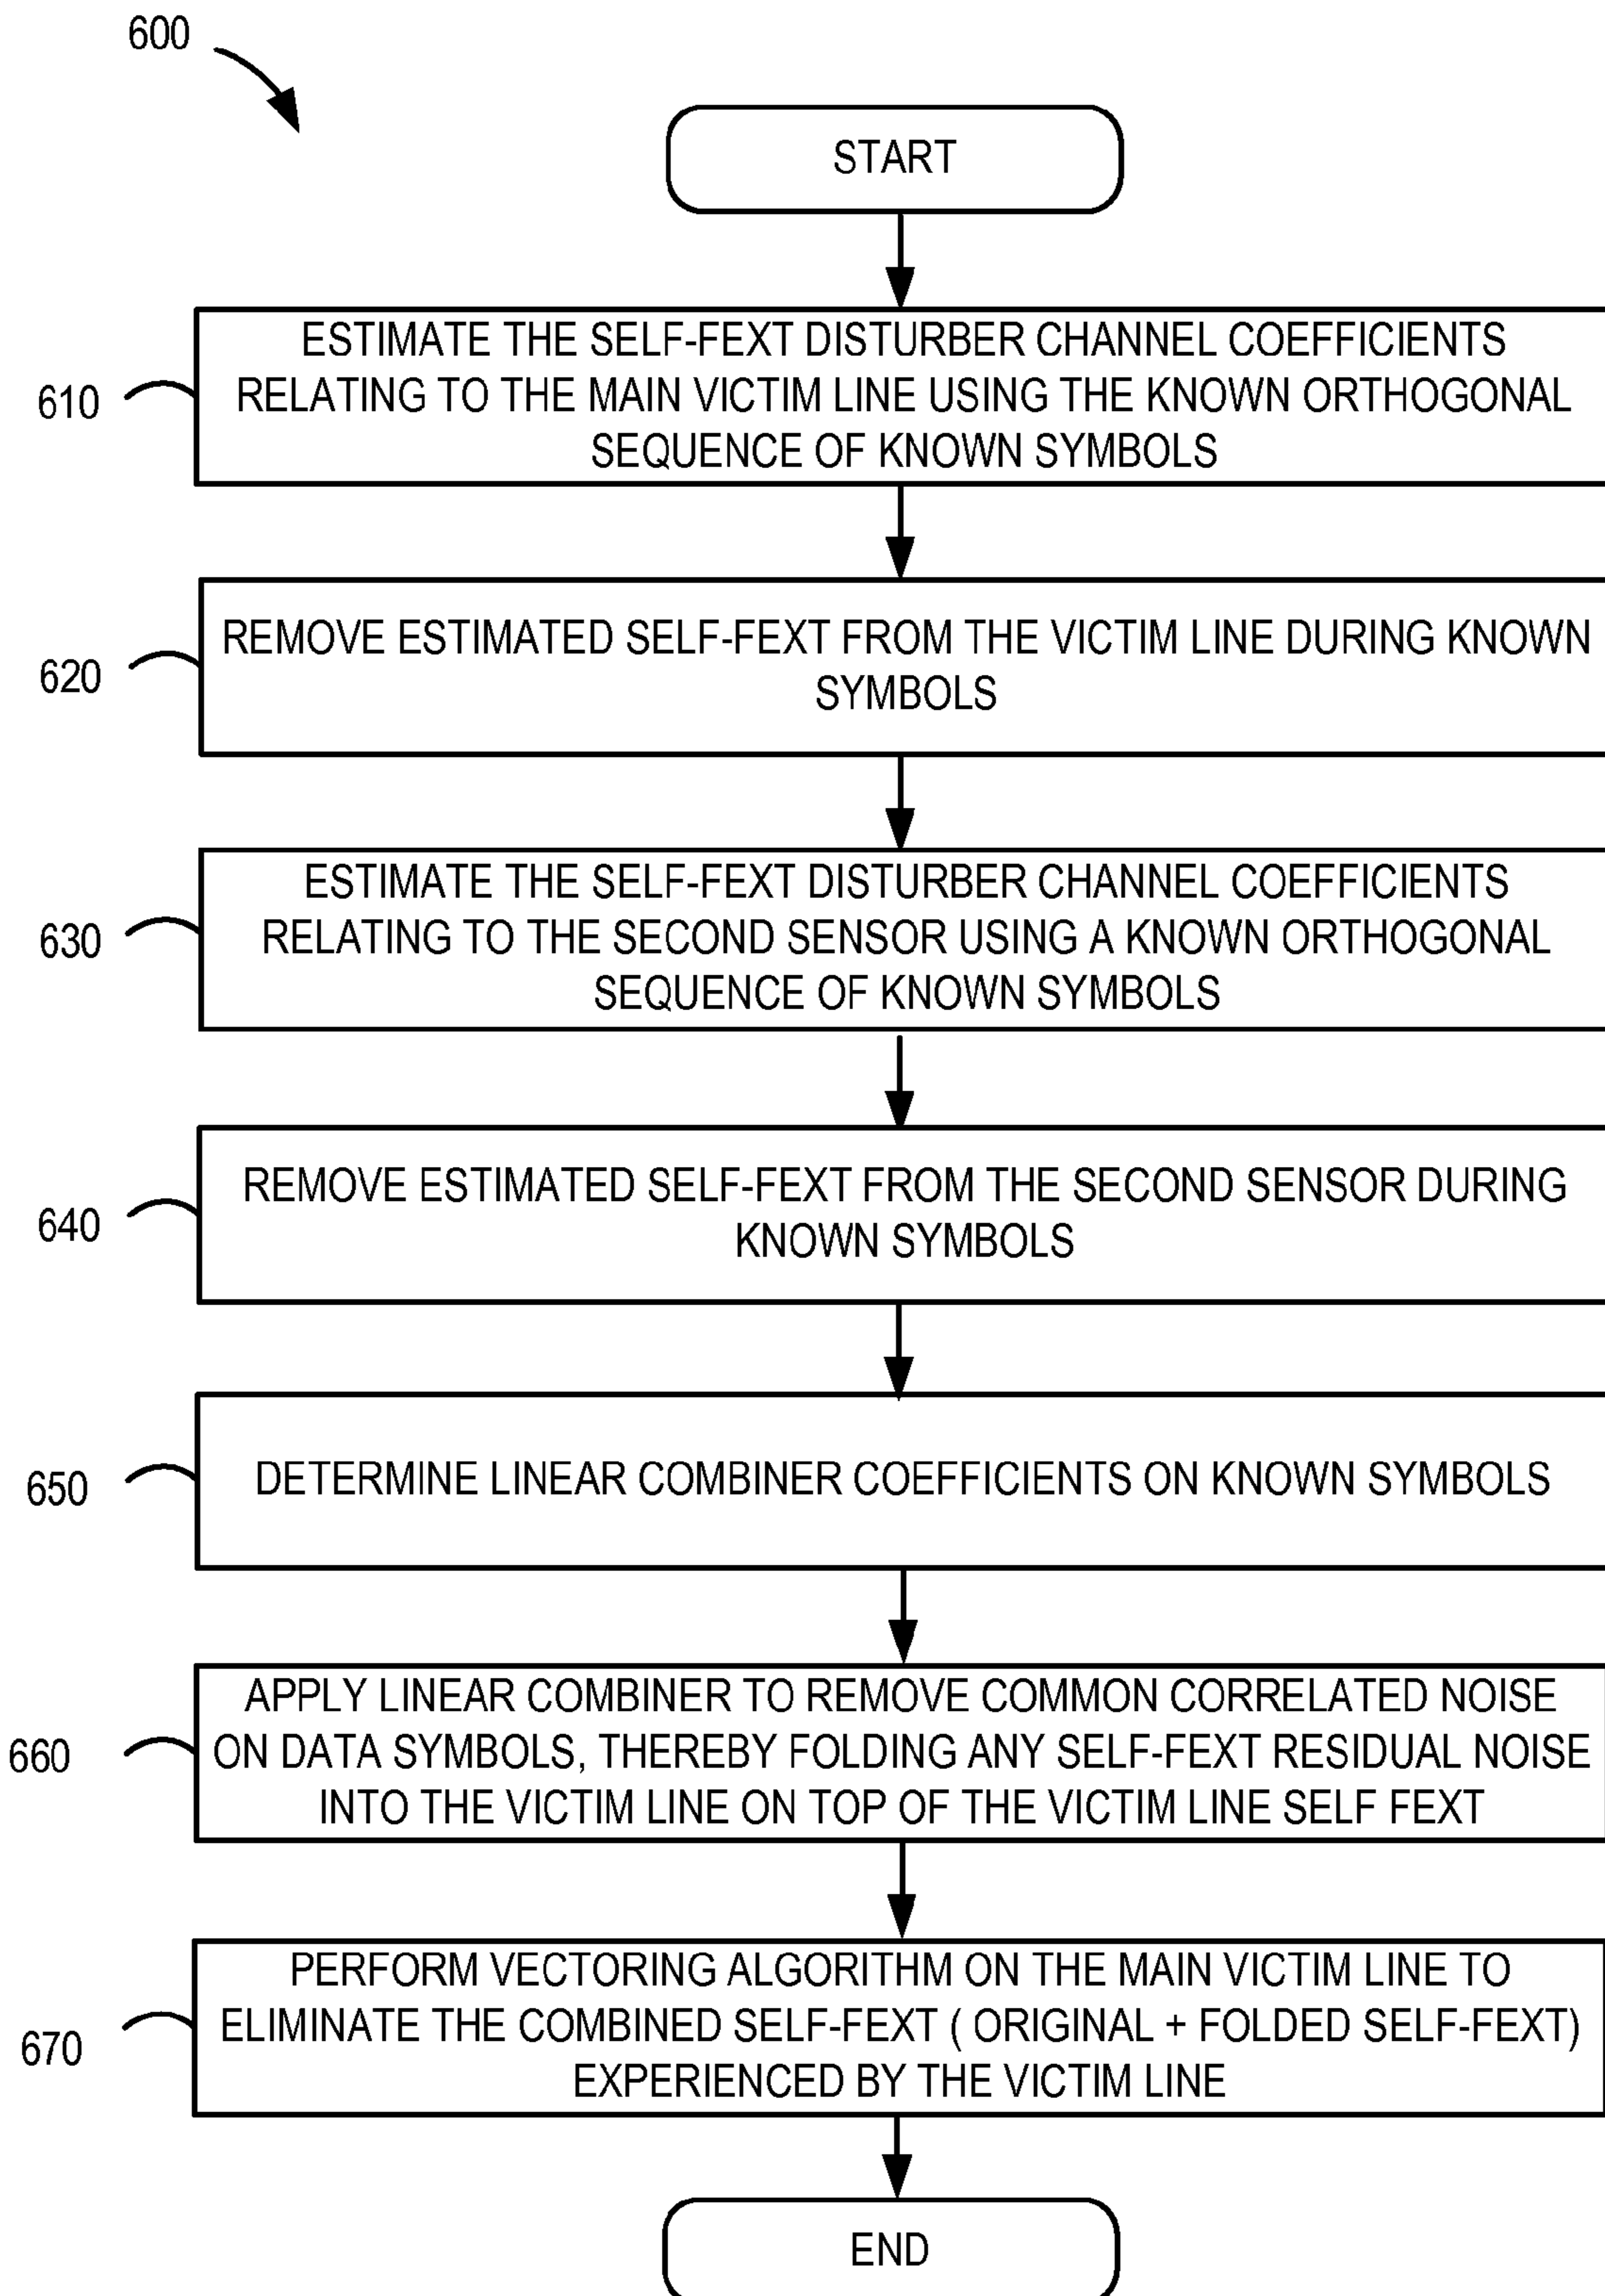 600
START
610
ESTIMATE THE SELF-FEXT DISTURBER CHANNEL COEFFICIENTS
RELATING TO THE MAIN VICTIM LINE USING THE KNOWN ORTHOGONAL
SEQUENCE OF KNOWN SYMBOLS
620
REMOVE ESTIMATED SELF-FEXT FROM THE VICTIM LINE DURING KNOWN
SYMBOLS
630
ESTIMATE THE SELF-FEXT DISTURBER CHANNEL COEFFICIENTS
RELATING TO THE SECOND SENSOR USING A KNOWN ORTHOGONAL
SEQUENCE OF KNOWN SYMBOLS
640
REMOVE ESTIMATED SELF-FEXT FROM THE SECOND SENSOR DURING
KNOWN SYMBOLS
650
DETERMINE LINEAR COMBINER COEFFICIENTS ON KNOWN SYMBOLS
660
APPLY LINEAR COMBINER TO REMOVE COMMON CORRELATED NOISE
ON DATA SYMBOLS, THEREBY FOLDING ANY SELF-FEXT RESIDUAL NOISE
INTO THE VICTIM LINE ON TOP OF THE VICTIM LINE SELF FEXT
670
PERFORM VECTORING ALGORITHM ON THE MAIN VICTIM LINE TO
ELIMINATE THE COMBINED SELF-FEXT ( ORIGINAL + FOLDED SELF-FEXT)
EXPERIENCED BY THE VICTIM LINE
END